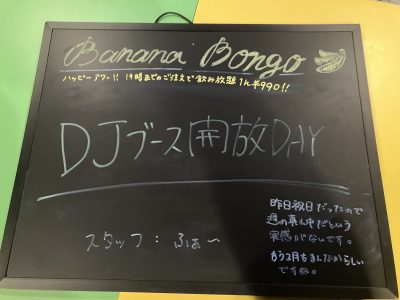 Banana Bongo
ハッピーアワー!! 19時までのご注文で飲み放題 1h ¥990!!
DJブース開放DAY
昨日祝日だったので
週の真ん中だという
実感がないです。
もう2月もまんなからしい
ですね。
スタッフ：ふぁ〜